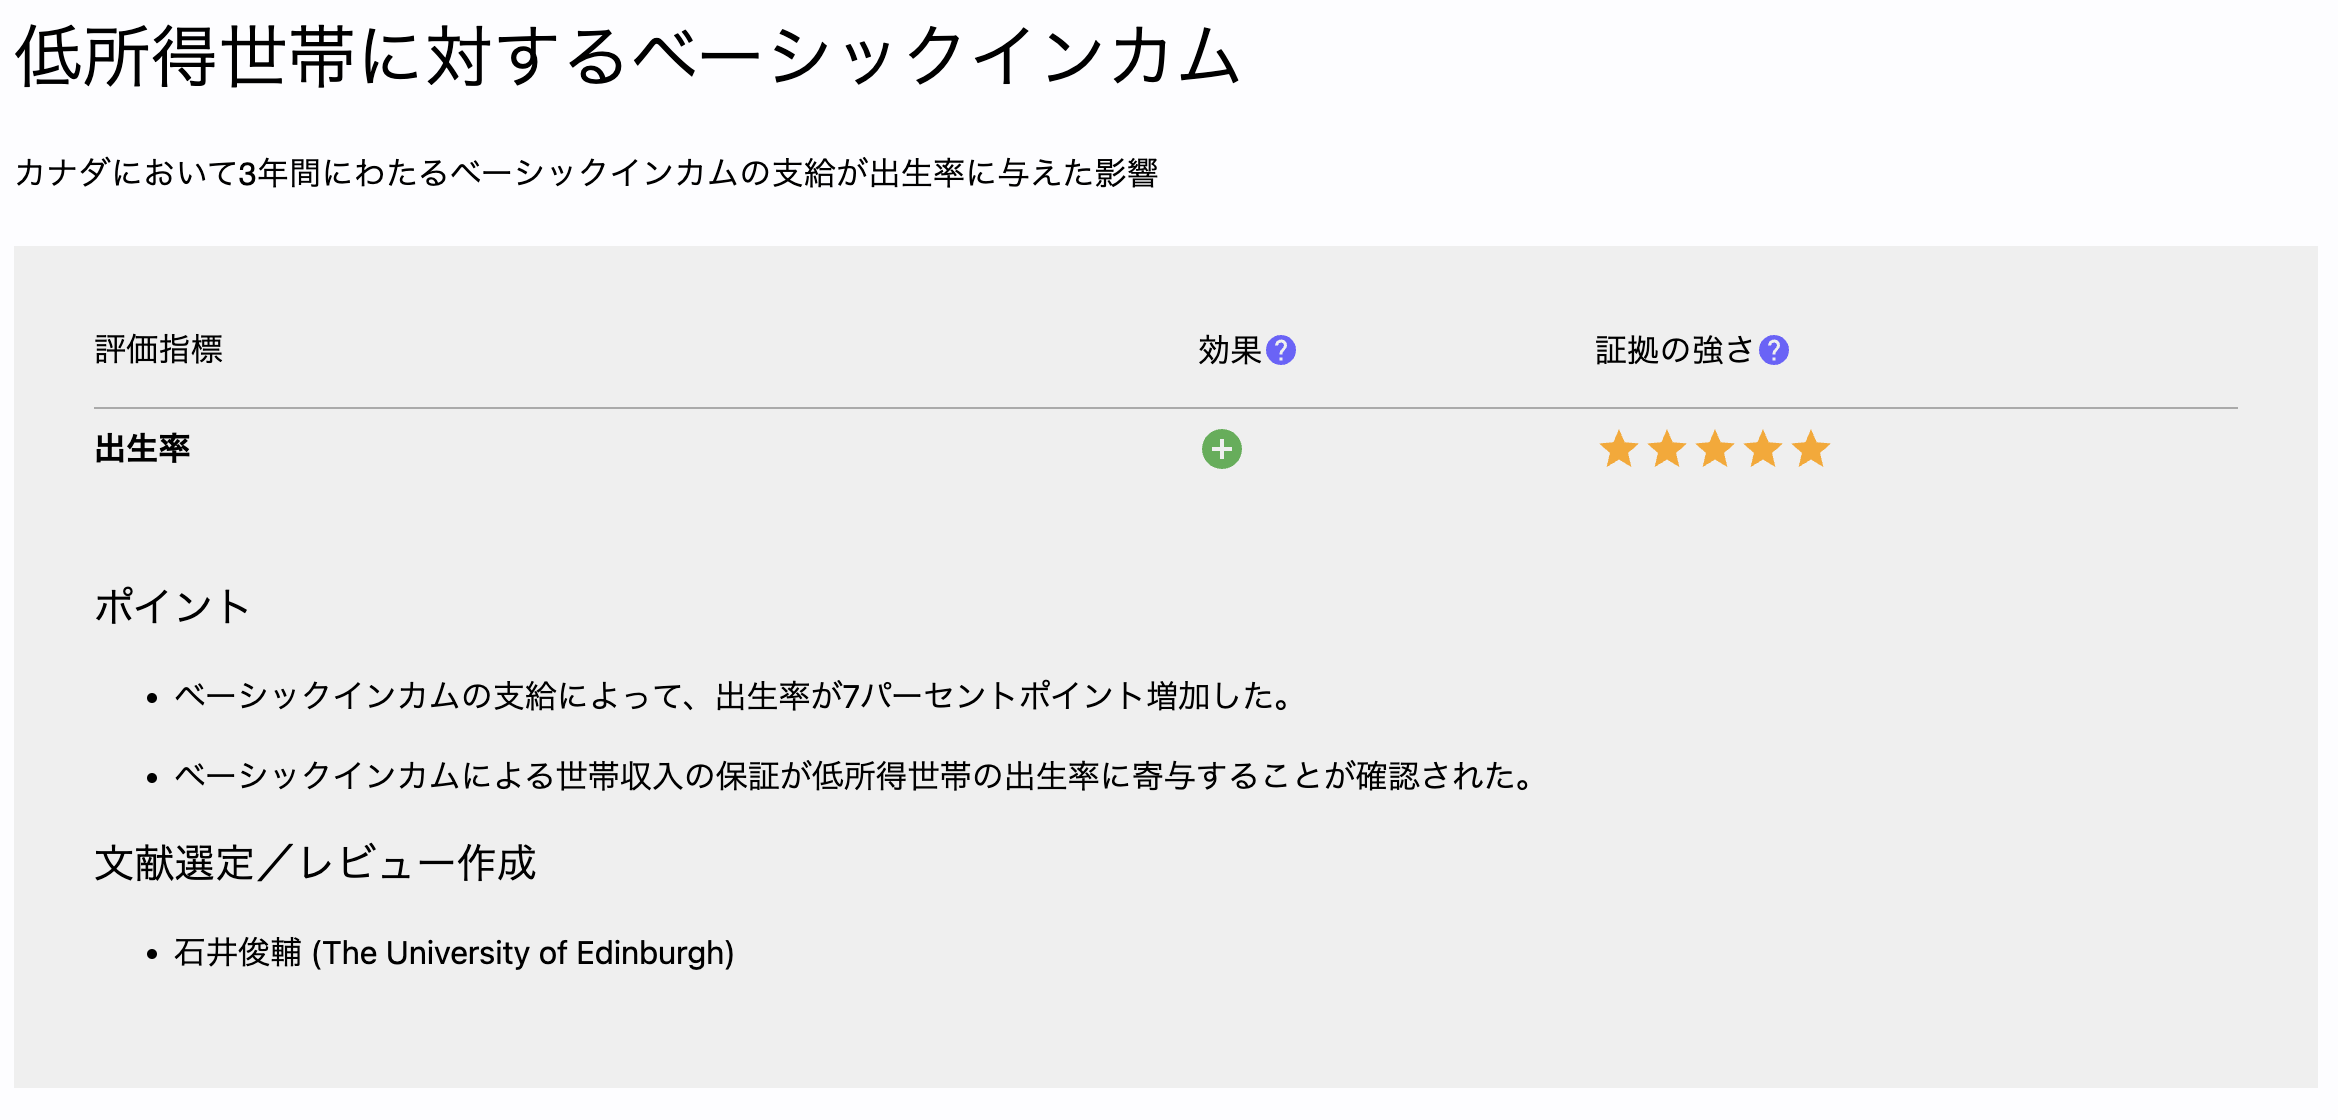 低所得世帯に対するベーシックインカム
カナダにおいて3年間にわたるベーシックインカムの支給が出生率に与えた影響
評価指標 効果? 証拠の強さ?
出生率
ポイント
• ベーシックインカムの支給によって、出生率が7パーセントポイント増加した。
• ベーシックインカムによる世帯収入の保証が低所得世帯の出生率に寄与することが確認された。
文献選定／レビュー作成
• 石井俊輔 (The University of Edinburgh)